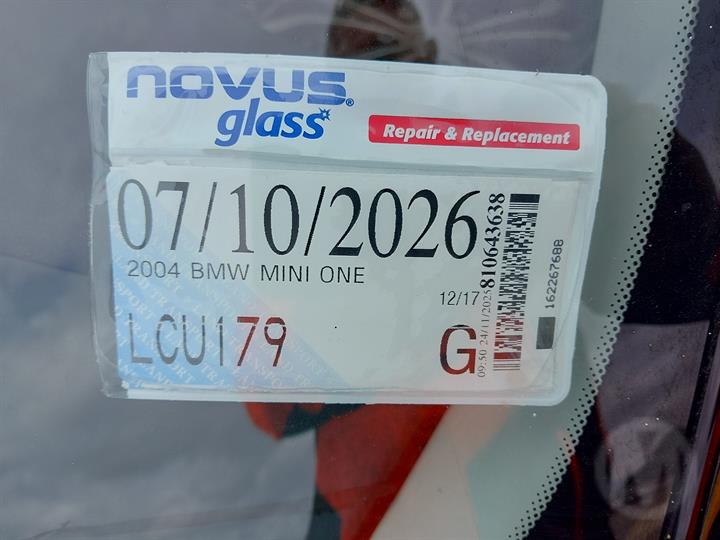 NOVUS®
glass
Repair & Replacement
07/10/2026
2004 BMW MINI ONE
12/17
LCU179
G
09:50 24/11/2025
810643638
162267688
M